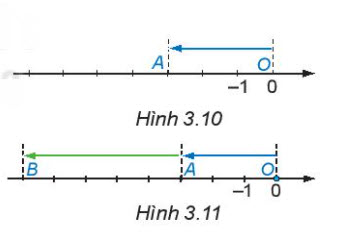 A O
–1 0
Hình 3.10
B A O
–1 0
Hình 3.11